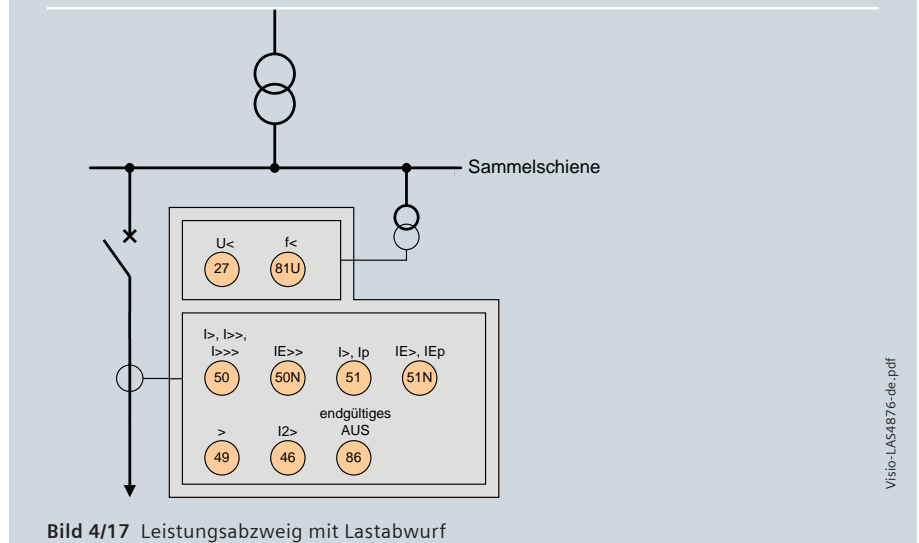 Sammelschiene
U<
f<
27
81U
I>, I>>,
I>>>
IE>>
I>, Ip
IE>, IEp
50
50N
51
51N
endgültiges
>
I2>
AUS
49
46
86
Visio-LAS4876-de.pdf
Bild 4/17 Leistungsabzweig mit Lastabwurf